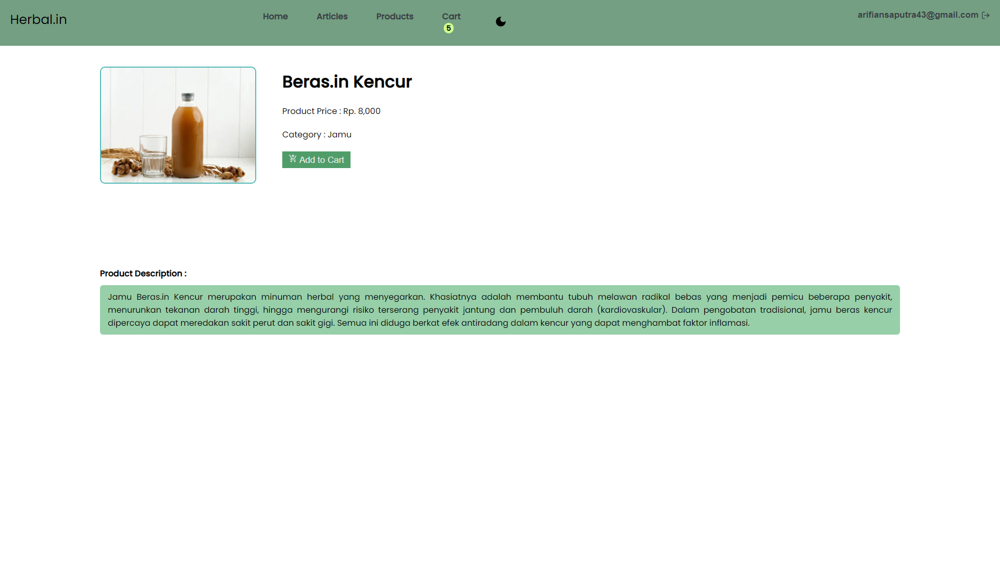 Herbal.in
Home
Articles
Products
Cart
5
arifiansaputra43@gmail.com
Beras.in Kencur
Product Price : Rp. 8,000
Category : Jamu
Add to Cart
Product Description :
Jamu Beras.in Kencur merupakan minuman herbal yang menyegarkan. Khasiatnya adalah membantu tubuh melawan radikal bebas yang menjadi pemicu beberapa penyakit,
menurunkan tekanan darah tinggi, hingga mengurangi risiko terserang penyakit jantung dan pembuluh darah (kardiovaskular). Dalam pengobatan tradisional, jamu beras kencur
dipercaya dapat meredakan sakit perut dan sakit gigi. Semua ini diduga berkat efek antiradang dalam kencur yang dapat menghambat faktor inflamasi.